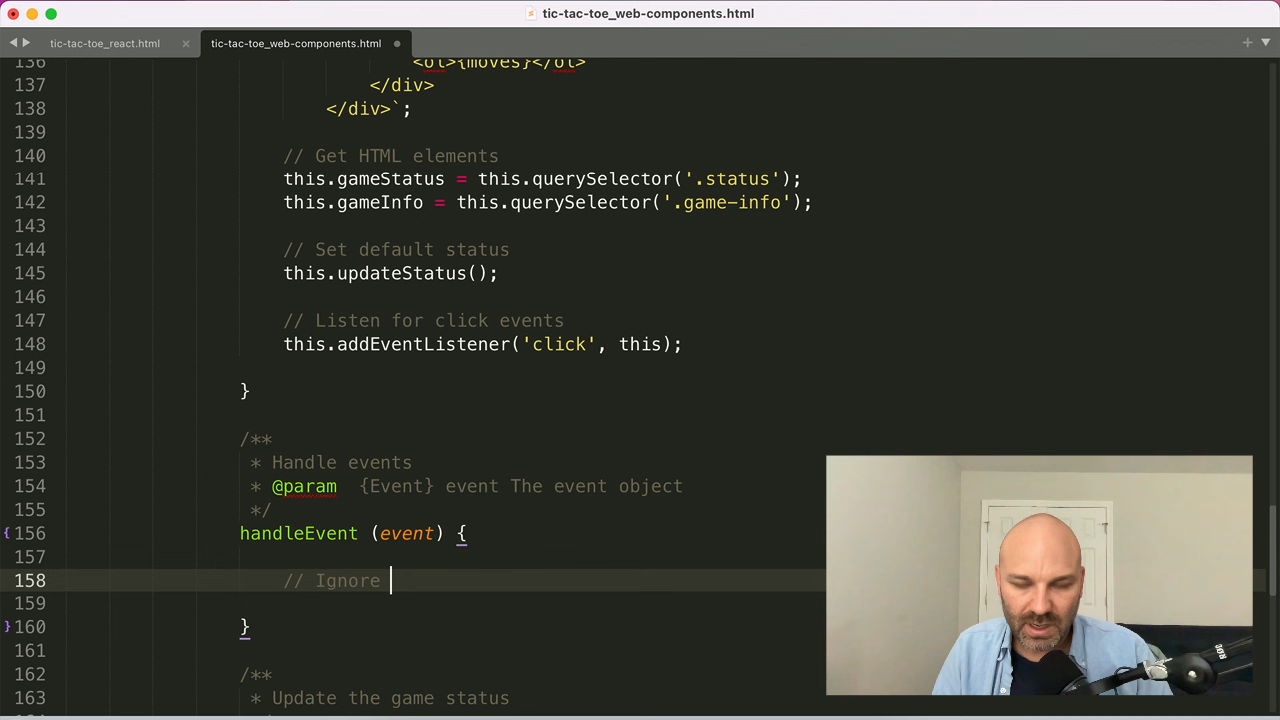 tic-tac-toe_web-components.html
tic-tac-toe_react.html
tic-tac-toe_web-components.html
136 <ol>{moves}</ol>
137 </div>
138 </div>`;
139
140 // Get HTML elements
141 this.gameStatus = this.querySelector('.status');
142 this.gameInfo = this.querySelector('.game-info');
143
144 // Set default status
145 this.updateStatus();
146
147 // Listen for click events
148 this.addEventListener('click', this);
149
150 }
151
152 /**
153 * Handle events
154 * @param {Event} event The event object
155 */
156 handleEvent (event) {
157
158 // Ignore
159
160 }
161
162 /**
163 * Update the game status